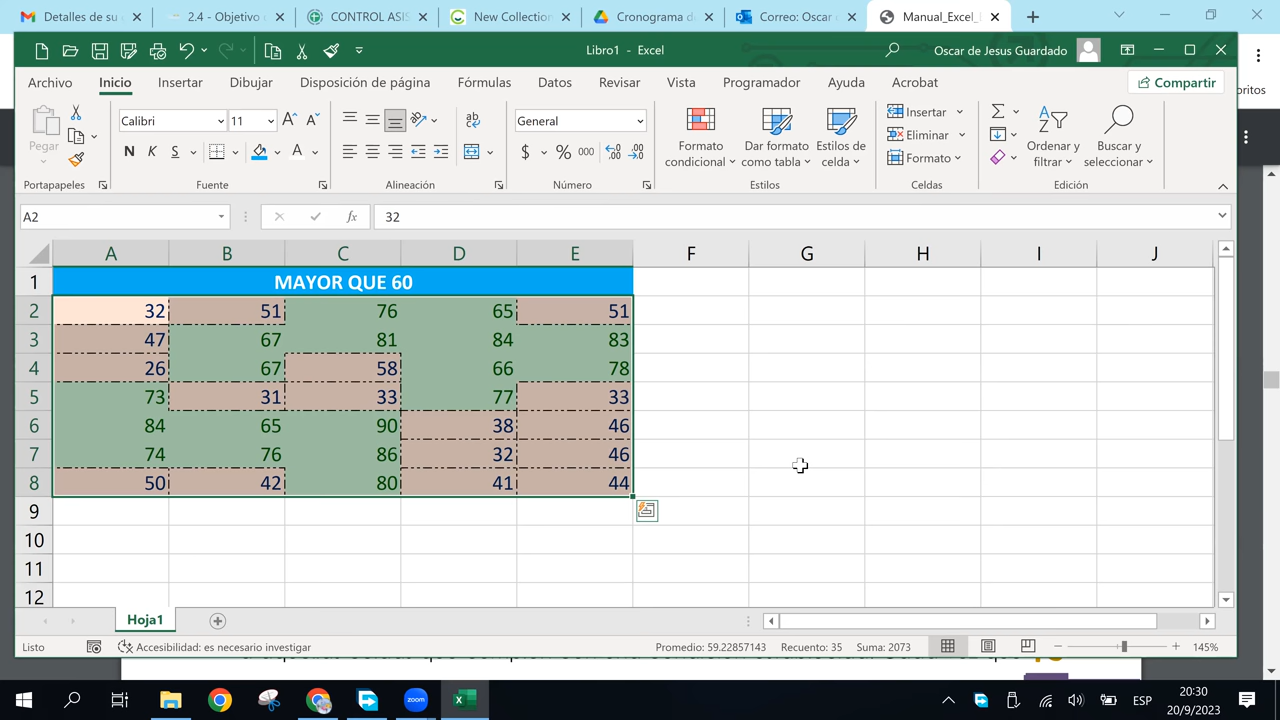 Detalles de su
2.4 - Objetivo
CONTROL ASIS
New Collection
Cronograma d
Correo: Oscar
Manual_Excel_
Libro1 - Excel
Oscar de Jesus Guardado
Archivo Inicio Insertar Dibujar Disposición de página Fórmulas Datos Revisar Vista Programador Ayuda Acrobat Compartir
oritos
Pegar
Calibri 11
N K S A
General
$ % 000
Formato condicional
Dar formato como tabla
Estilos de celda
Insertar
Eliminar
Formato
Ordenar y filtrar
Buscar y seleccionar
Portapapeles Fuente Alineación Número Estilos Celdas Edición
A2 fx 32
A B C D E F G H I J
1 MAYOR QUE 60
2 32 51 76 65 51
3 47 67 81 84 83
4 26 67 58 66 78
5 73 31 33 77 33
6 84 65 90 38 46
7 74 76 86 32 46
8 50 42 80 41 44
9
10
11
12
Hoja1
Listo Accesibilidad: es necesario investigar Promedio: 59.22857143 Recuento: 35 Suma: 2073 145%
zoom
ESP
20:30
20/9/2023